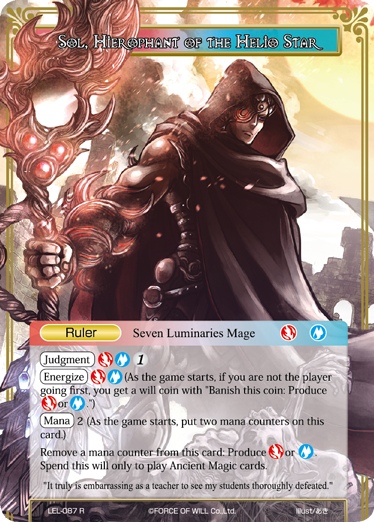 Sol, Hierophant of the Helio Star
Ruler Seven Luminaries Mage
Judgment 1
Energize (As the game starts, if you are not the player
going first, you get a will coin with "Banish this coin: Produce
or .")
Mana 2 (As the game starts, put two mana counters on this
card.)
Remove a mana counter from this card: Produce or .
Spend this will only to play Ancient Magic cards.
"It truly is embarrassing as a teacher to see my students thoroughly defeated."
LEL-087 R ©FORCE OF WILL Co.,Ltd. Illust/あさ